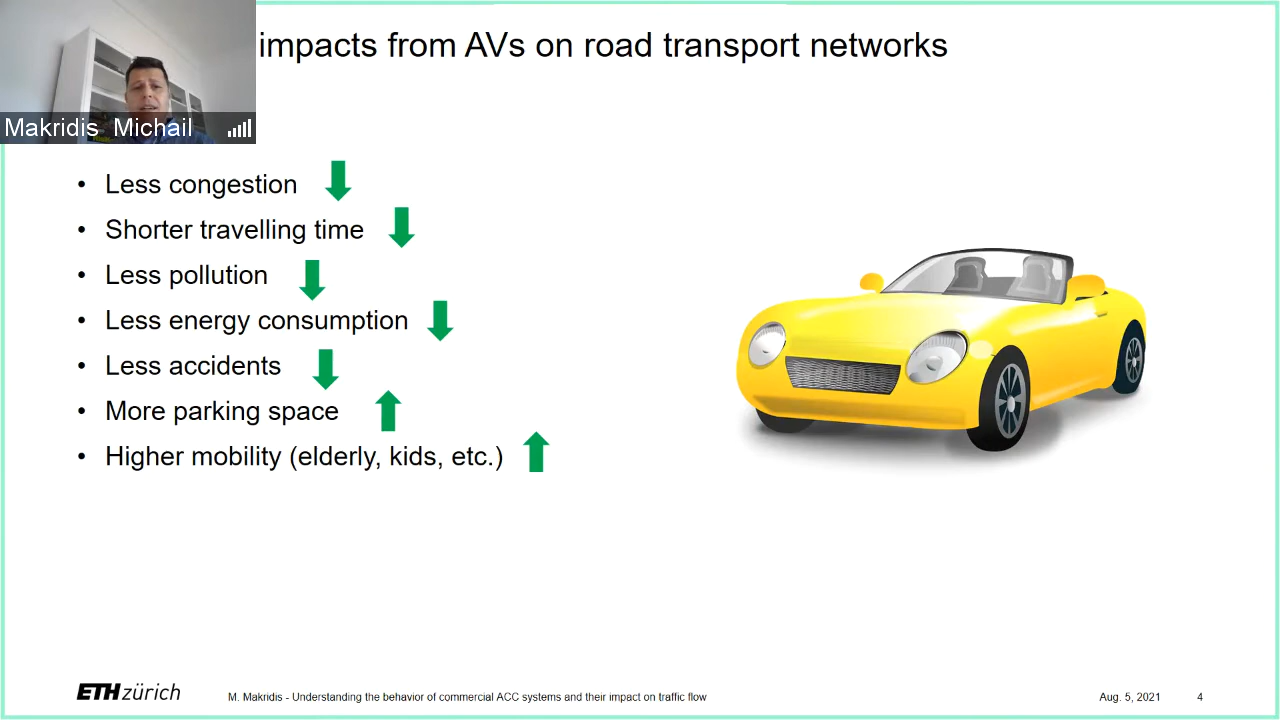 impacts from AVs on road transport networks
Makridis Michail
• Less congestion
• Shorter travelling time
• Less pollution
• Less energy consumption
• Less accidents
• More parking space
• Higher mobility (elderly, kids, etc.)
ETH zürich
M. Makridis - Understanding the behavior of commercial ACC systems and their impact on traffic flow
Aug. 5, 2021
4